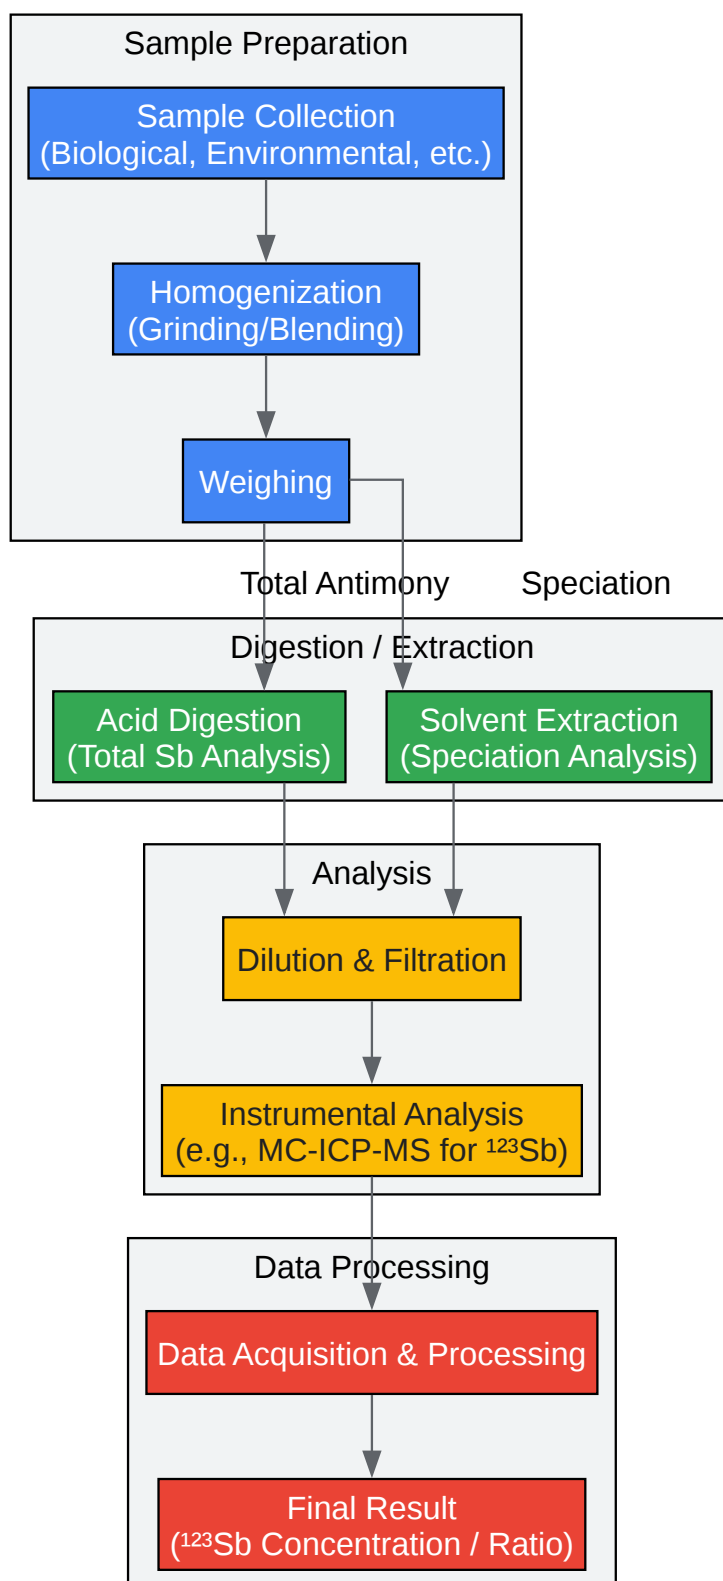 Sample Preparation
Sample Collection
(Biological, Environmental, etc.)
Homogenization
(Grinding/Blending)
Weighing
Total Antimony
Speciation
Digestion / Extraction
Acid Digestion
(Total Sb Analysis)
Solvent Extraction
(Speciation Analysis)
Analysis
Dilution & Filtration
Instrumental Analysis
(e.g., MC-ICP-MS for ¹²³Sb)
Data Processing
Data Acquisition & Processing
Final Result
(¹²³Sb Concentration / Ratio)